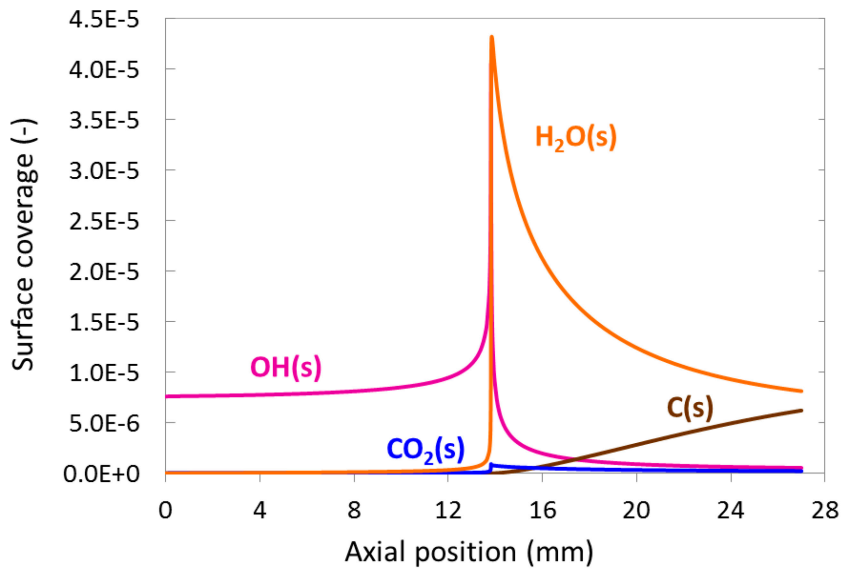 4.5E-5
4.0E-5
3.5E-5
3.0E-5
2.5E-5
2.0E-5
1.5E-5
1.0E-5
5.0E-6
0.0E+0
Surface coverage (-)
H₂O(s)
OH(s)
C(s)
CO₂(s)
0 4 8 12 16 20 24 28
Axial position (mm)